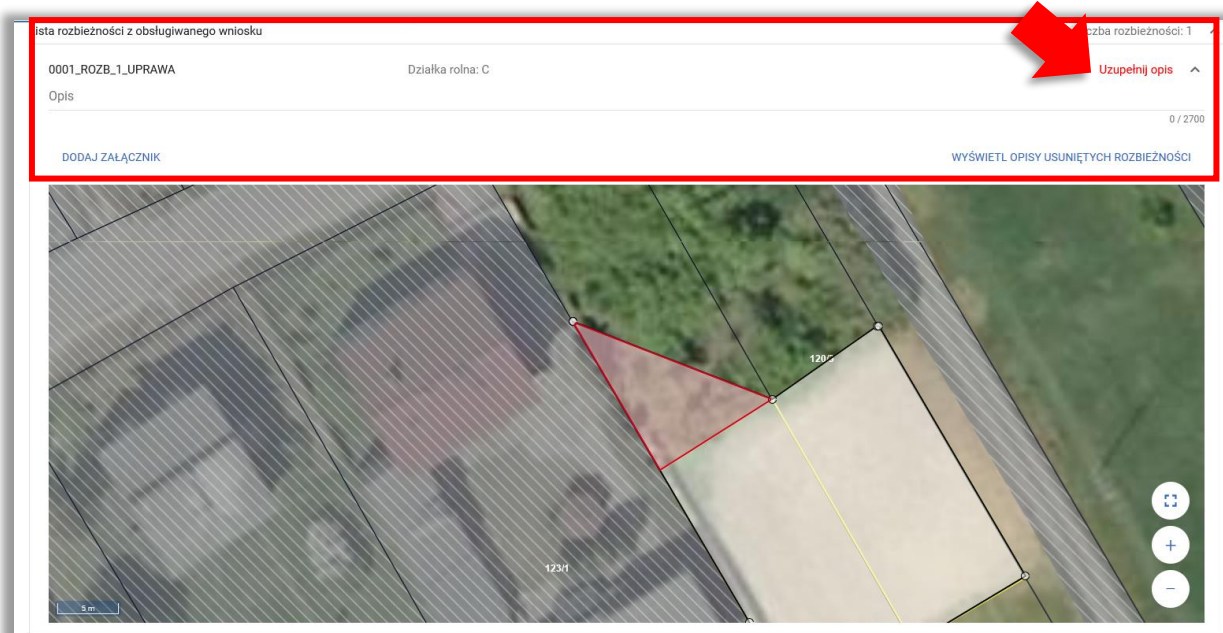 ista rozbieżności z obsługiwanego wniosku
czba rozbieżności: 1
0001_ROZB_1_UPRAWA
Działka rolna: C
Uzupełnij opis
Opis
0 / 2700
DODAJ ZAŁĄCZNIK
WYŚWIETL OPISY USUNIĘTYCH ROZBIEŻNOŚCI
123/1
5 m